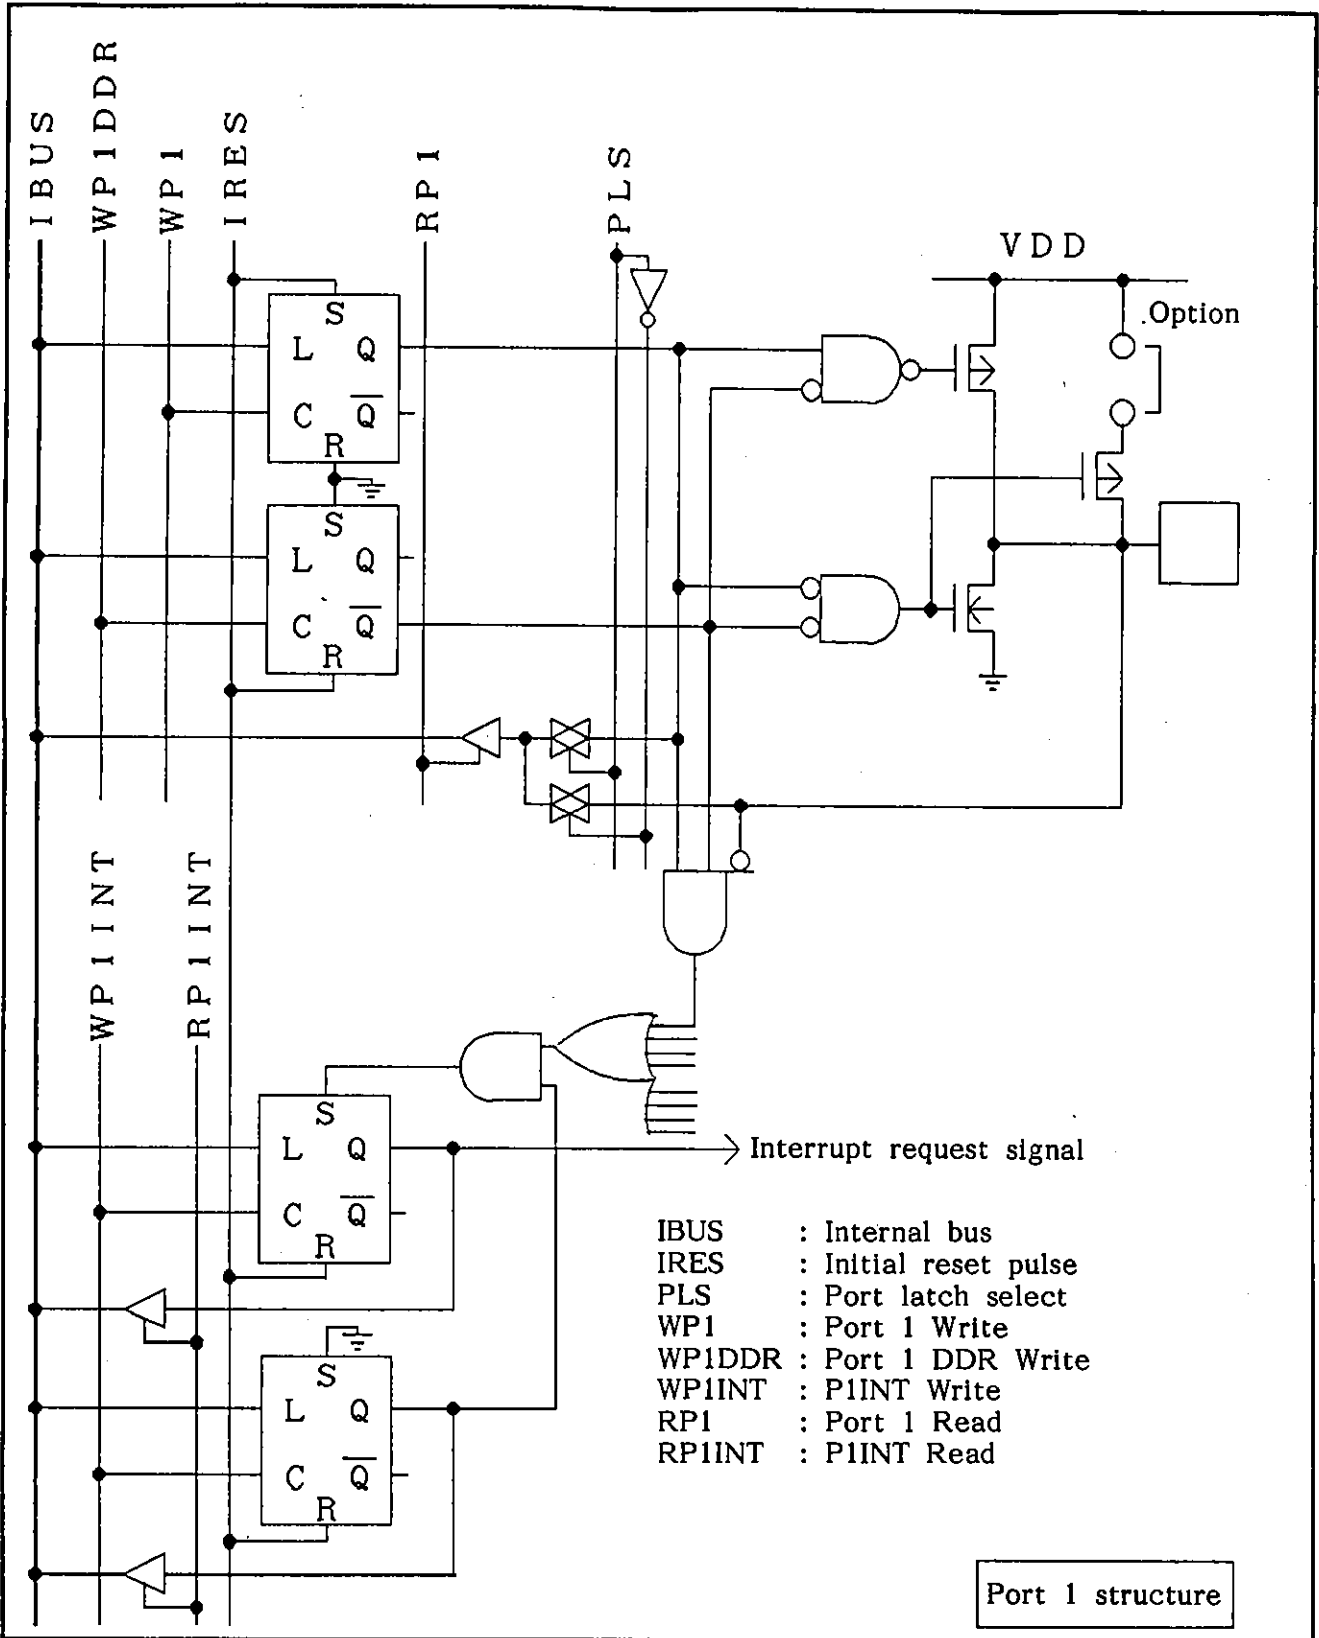 IBUS
WP1DDR
WP1
IRES
RP1
PLS
VDD
.Option
S
L Q
C Q̅
R
S
L Q
C Q̅
R
WP1INT
RP1INT
S
L Q
C Q̅
R
Interrupt request signal
S
L Q
C Q̅
R
IBUS : Internal bus
IRES : Initial reset pulse
PLS : Port latch select
WP1 : Port 1 Write
WP1DDR : Port 1 DDR Write
WP1INT : P1INT Write
RP1 : Port 1 Read
RP1INT : P1INT Read
Port 1 structure